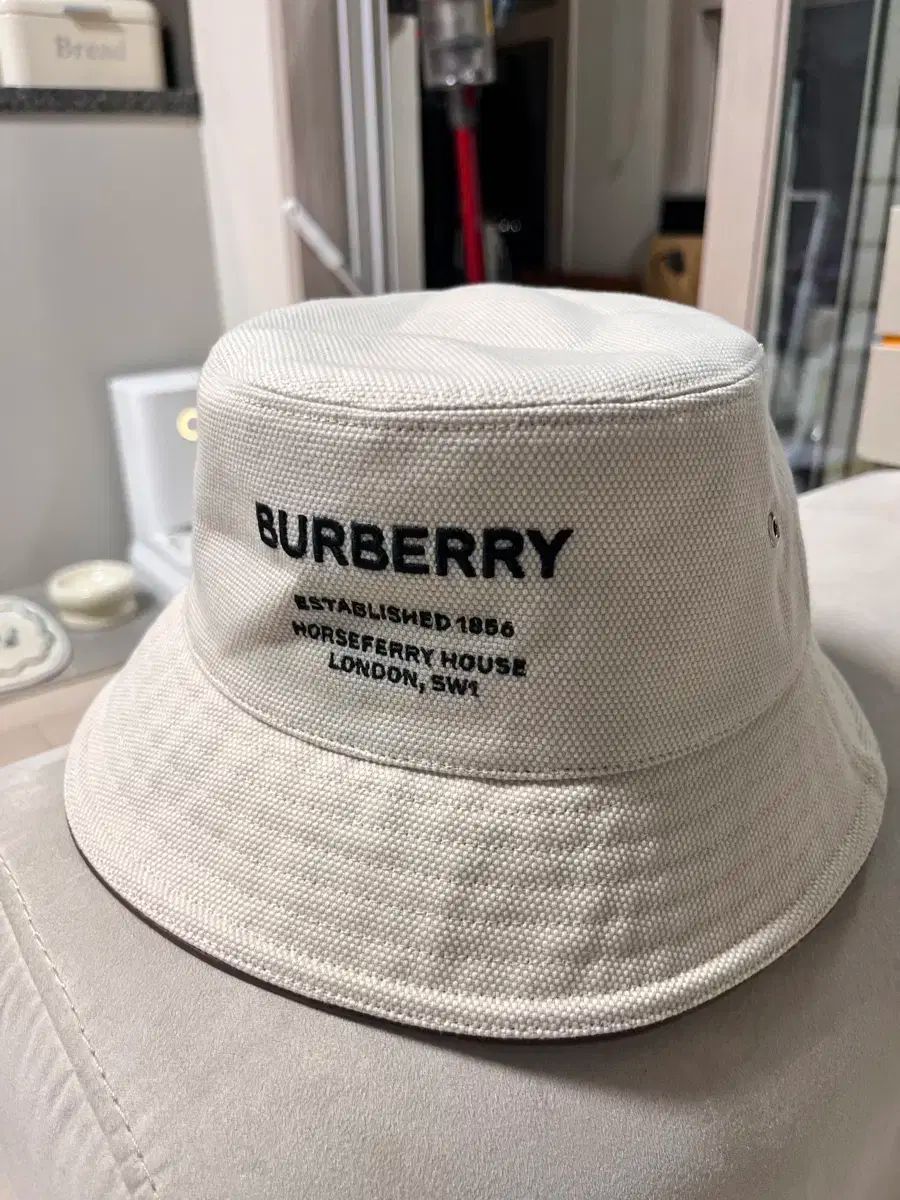 Bread
BURBERRY
ESTABLISHED 1856
HORSEFERRY HOUSE
LONDON, SW1